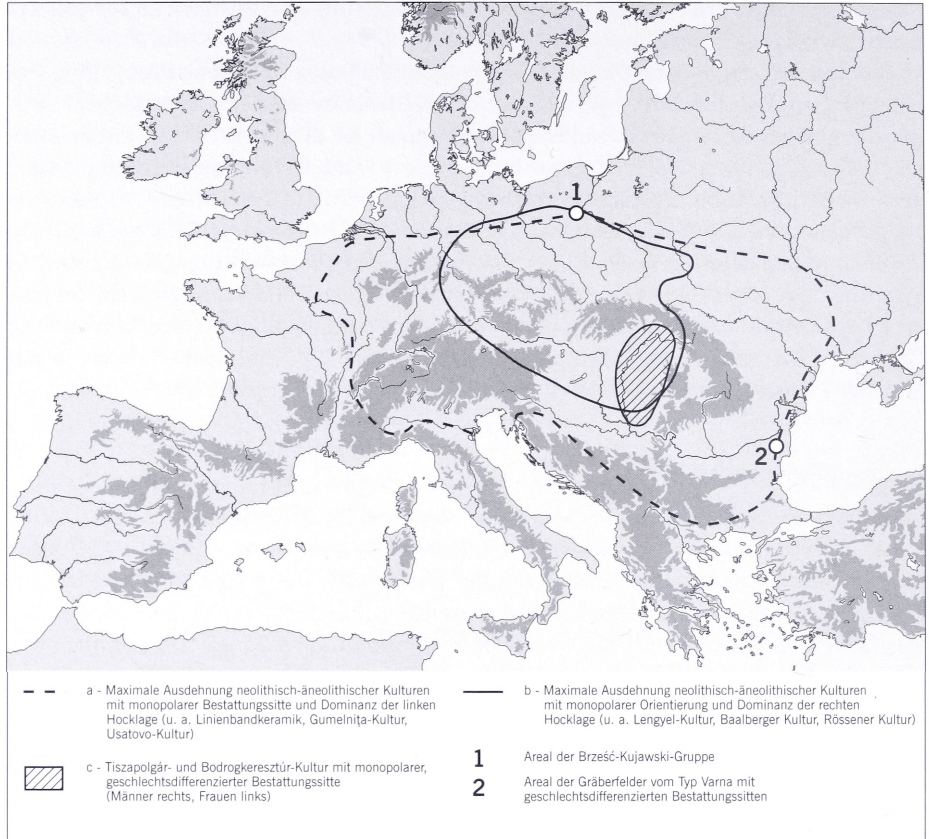 1
2
a - Maximale Ausdehnung neolithisch-äneolithischer Kulturen
mit monopolarer Bestattungssitte und Dominanz der linken
Hocklage (u. a. Linienbandkeramik, Gumelnița-Kultur,
Usatovo-Kultur)
c - Tiszapolgár- und Bodrogkeresztúr-Kultur mit monopolarer,
geschlechtsdifferenzierter Bestattungssitte
(Männer rechts, Frauen links)
b - Maximale Ausdehnung neolithisch-äneolithischer Kulturen
mit monopolarer Orientierung und Dominanz der rechten
Hocklage (u. a. Lengyel-Kultur, Baalberger Kultur, Rössener Kultur)
1 Areal der Brześć-Kujawski-Gruppe
2 Areal der Gräberfelder vom Typ Varna mit
geschlechtsdifferenzierten Bestattungssitten